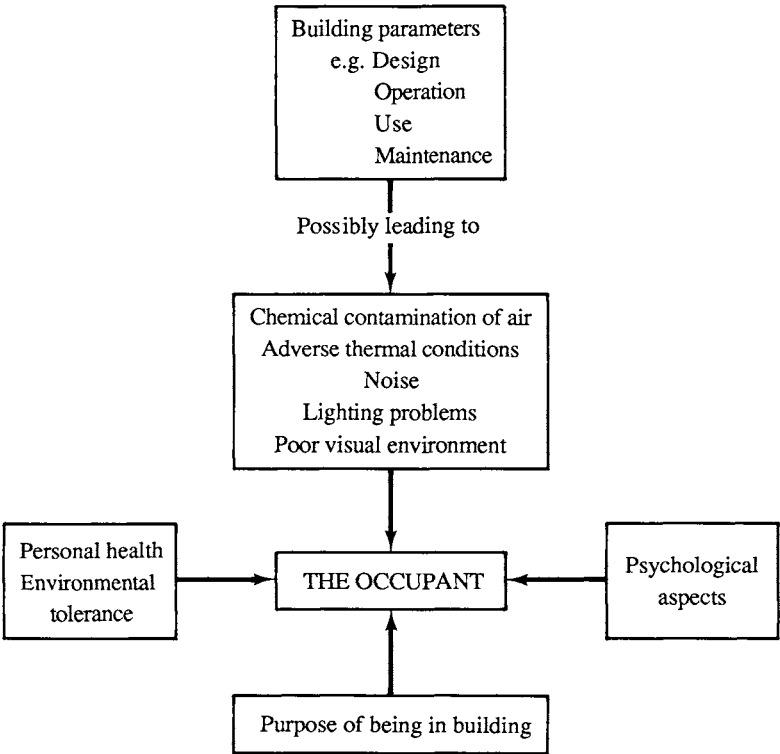 Building parameters
e.g. Design
Operation
Use
Maintenance
Possibly leading to
Chemical contamination of air
Adverse thermal conditions
Noise
Lighting problems
Poor visual environment
Personal health
Environmental
tolerance
THE OCCUPANT
Psychological
aspects
Purpose of being in building